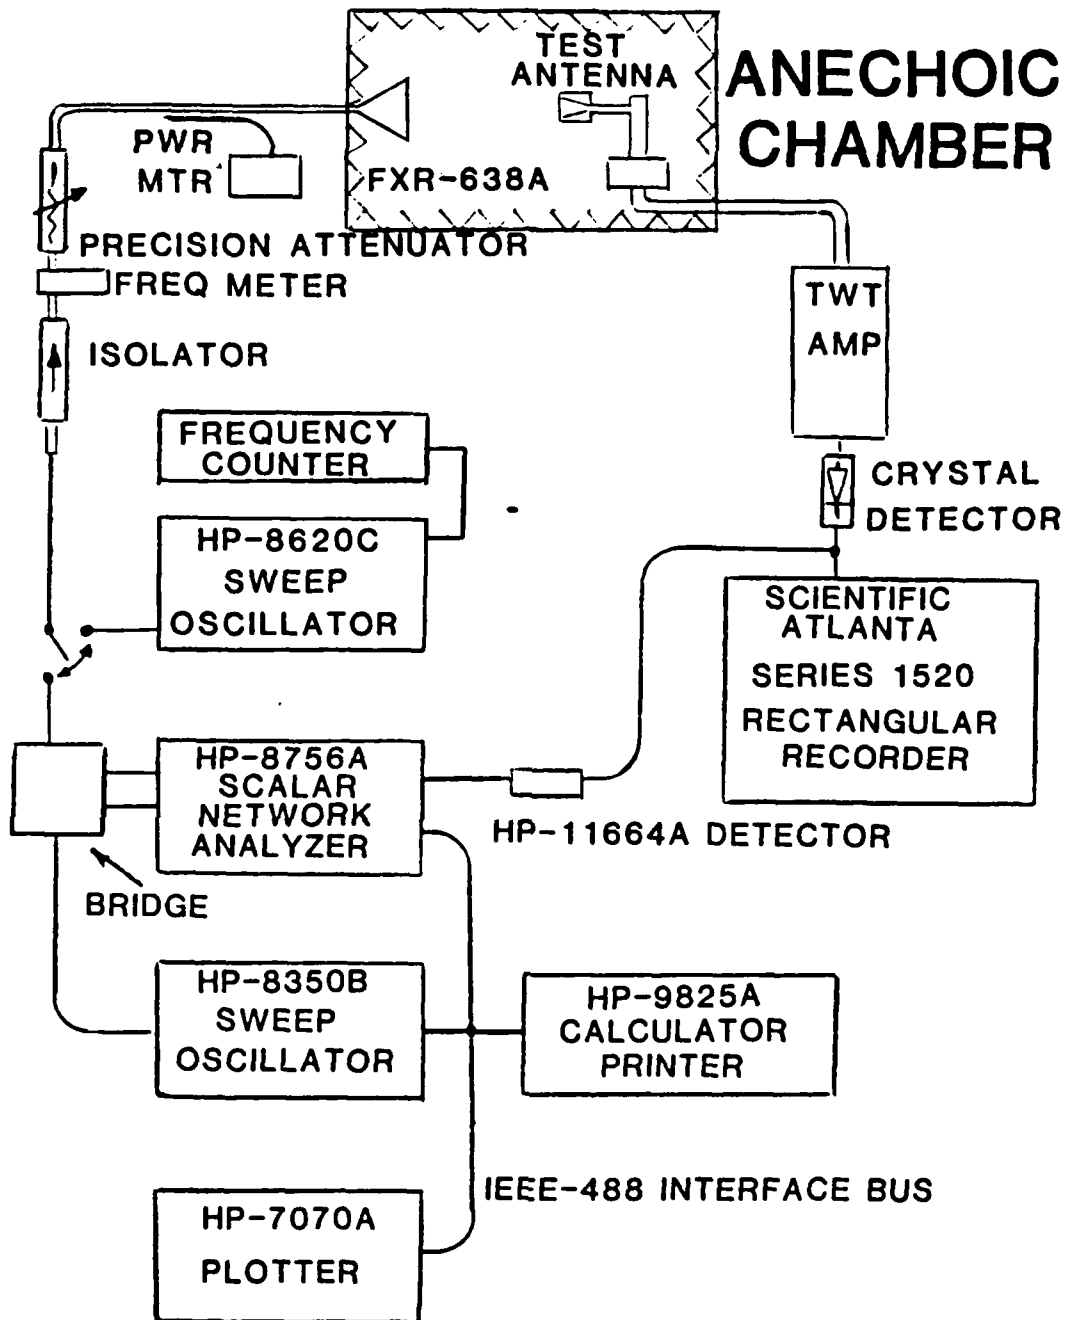 TEST
ANTENNA
ANECHOIC
CHAMBER
PWR
MTR
FXR-638A
PRECISION ATTENUATOR
FREQ METER
TWT
AMP
ISOLATOR
FREQUENCY
COUNTER
CRYSTAL
DETECTOR
HP-8620C
SWEEP
OSCILLATOR
SCIENTIFIC
ATLANTA
SERIES 1520
RECTANGULAR
RECORDER
HP-8756A
SCALAR
NETWORK
ANALYZER
HP-11664A DETECTOR
BRIDGE
HP-8350B
SWEEP
OSCILLATOR
HP-9825A
CALCULATOR
PRINTER
IEEE-488 INTERFACE BUS
HP-7070A
PLOTTER